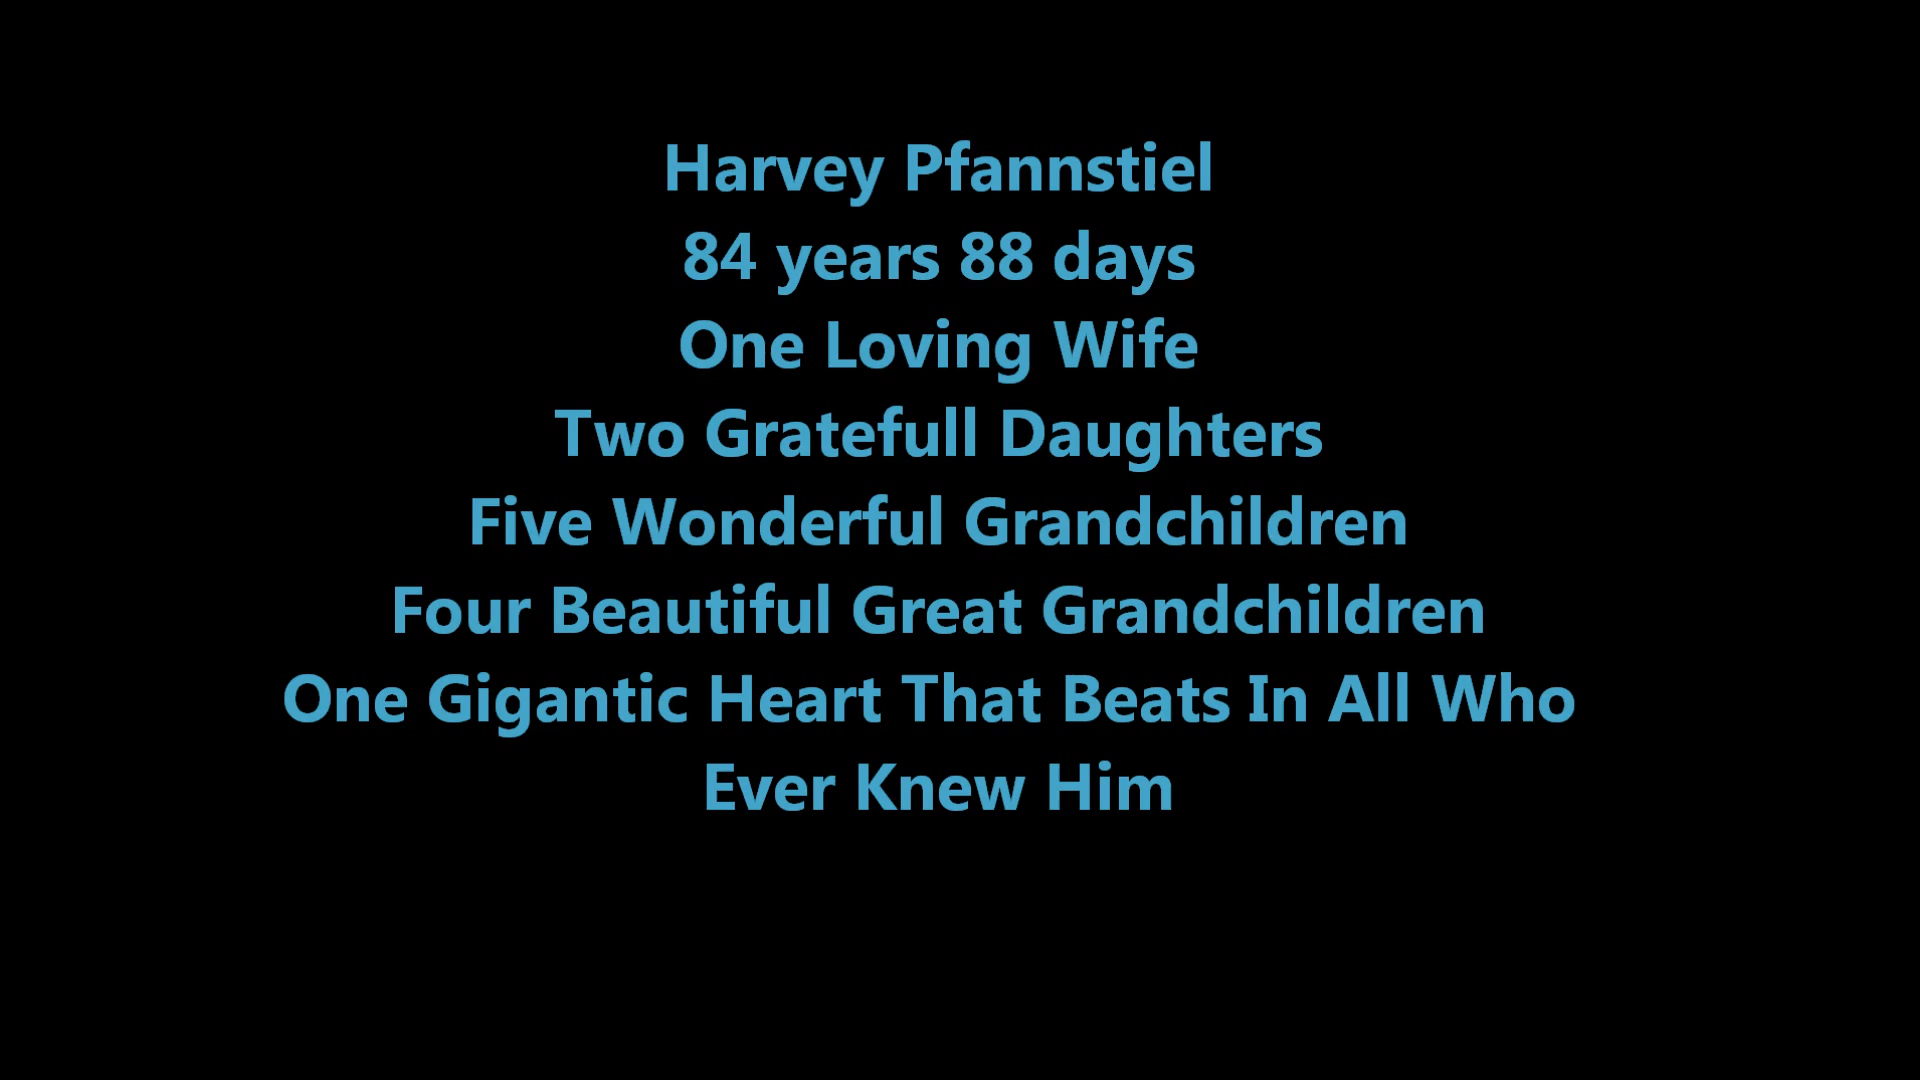 Harvey Pfannstiel
84 years 88 days
One Loving Wife
Two Gratefull Daughters
Five Wonderful Grandchildren
Four Beautiful Great Grandchildren
One Gigantic Heart That Beats In All Who
Ever Knew Him